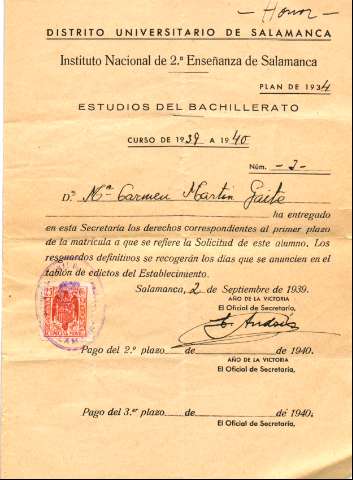 - Honor -
DISTRITO UNIVERSITARIO DE SALAMANCA
Instituto Nacional de 2.ª Enseñanza de Salamanca
PLAN DE 1934
ESTUDIOS DEL BACHILLERATO
CURSO DE 1939 A 1940
Núm. - 2 -
D.ª Mª Carmen Martín Gaite
ha entregado
en esta Secretaría los derechos correspondientes al primer plazo
de la matrícula a que se refiere la Solicitud de este alumno. Los
resguardos definitivos se recogerán los días que se anuncien en el
tablón de edictos del Establecimiento.
Salamanca, 2 de Septiembre de 1939.
AÑO DE LA VICTORIA
El Oficial de Secretaría,
Pago del 2.º plazo de de 1940.
AÑO DE LA VICTORIA
El Oficial de Secretaría,
Pago del 3.er plazo de de 1940.
El Oficial de Secretaría,